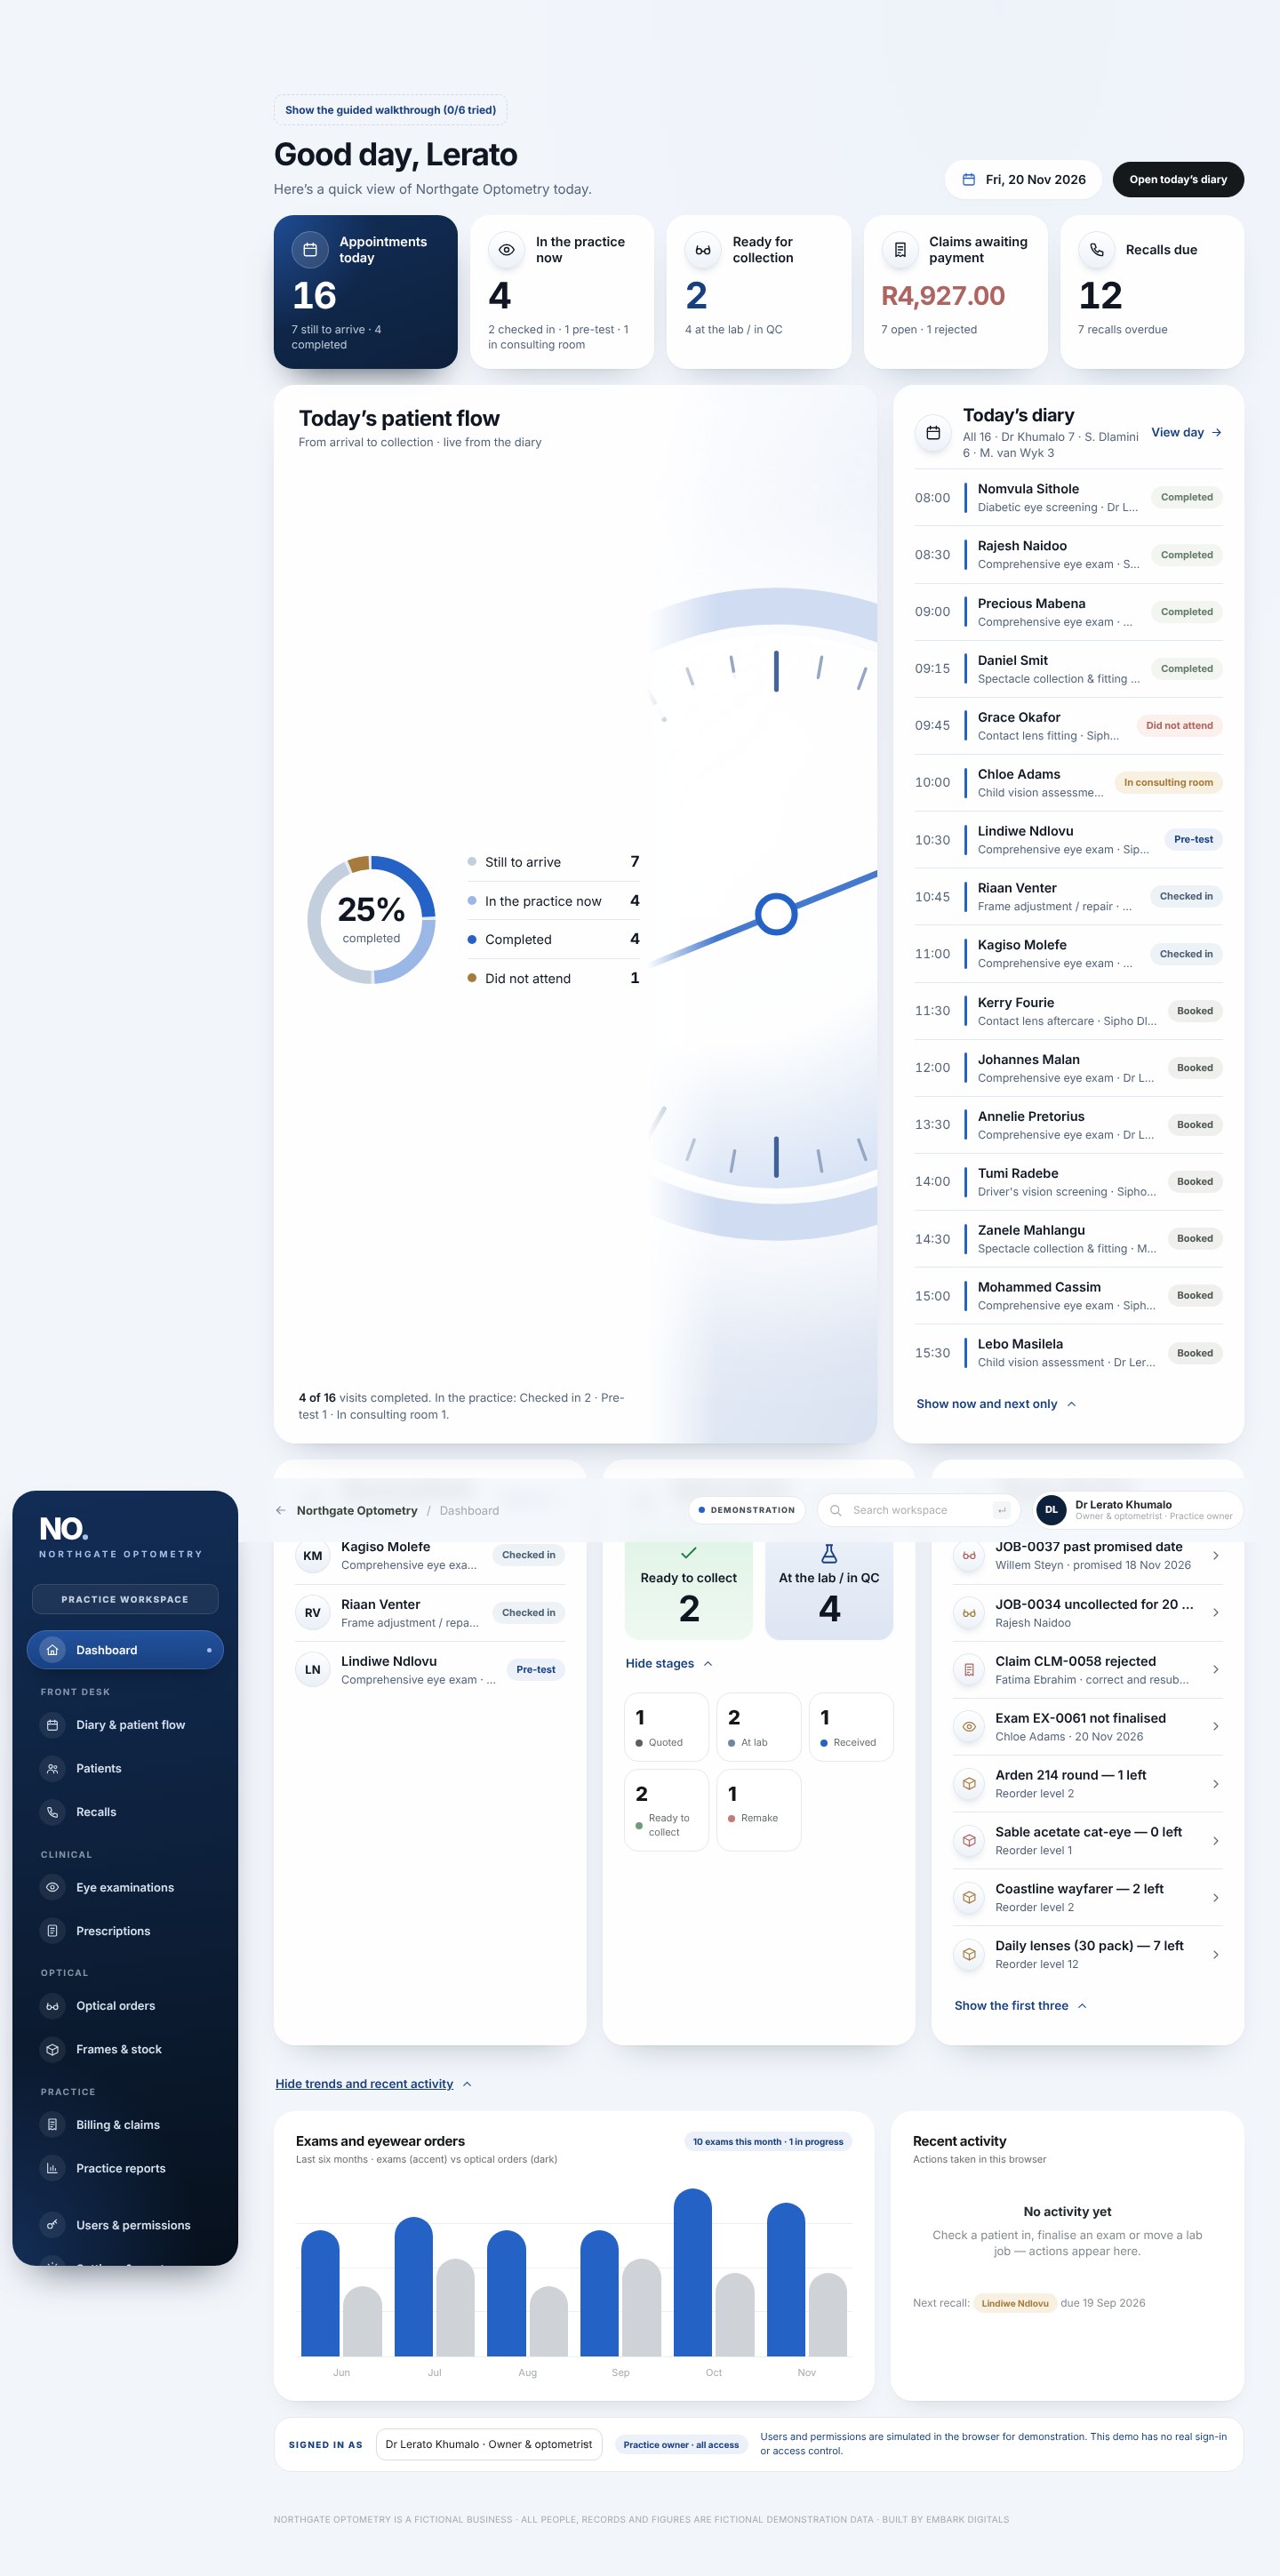 Show the guided walkthrough (0/6 tried)
Good day, Lerato
Here's a quick view of Northgate Optometry today.
Fri, 20 Nov 2026
Open today's diary
Appointments today
16
7 still to arrive · 4 completed
In the practice now
4
2 checked in · 1 pre-test · 1 in consulting room
Ready for collection
2
4 at the lab / in QC
Claims awaiting payment
R4,927.00
7 open · 1 rejected
Recalls due
12
7 recalls overdue
Today's patient flow
From arrival to collection · live from the diary
25%
completed
Still to arrive 7
In the practice now 4
Completed 4
Did not attend 1
4 of 16 visits completed. In the practice: Checked in 2 · Pre-
test 1 · In consulting room 1.
Today's diary
All 16 · Dr Khumalo 7 · S. Dlamini
6 · M. van Wyk 3
View day
08:00 Nomvula Sithole Completed
Diabetic eye screening · Dr L...
08:30 Rajesh Naidoo Completed
Comprehensive eye exam · S...
09:00 Precious Mabena Completed
Comprehensive eye exam · ...
09:15 Daniel Smit Completed
Spectacle collection & fitting ...
09:45 Grace Okafor Did not attend
Contact lens fitting · Siph...
10:00 Chloe Adams In consulting room
Child vision assessme...
10:30 Lindiwe Ndlovu Pre-test
Comprehensive eye exam · Sip...
10:45 Riaan Venter Checked in
Frame adjustment / repair · ...
11:00 Kagiso Molefe Checked in
Comprehensive eye exam · ...
11:30 Kerry Fourie Booked
Contact lens aftercare · Sipho Dl...
12:00 Johannes Malan Booked
Comprehensive eye exam · Dr L...
13:30 Annelie Pretorius Booked
Comprehensive eye exam · Dr L...
14:00 Tumi Radebe Booked
Driver's vision screening · Sipho...
14:30 Zanele Mahlangu Booked
Spectacle collection & fitting · M...
15:00 Mohammed Cassim Booked
Comprehensive eye exam · Siph...
15:30 Lebo Masilela Booked
Child vision assessment · Dr Ler...
Show now and next only
NO.
NORTHGATE OPTOMETRY
PRACTICE WORKSPACE
Dashboard
FRONT DESK
Diary & patient flow
Patients
Recalls
CLINICAL
Eye examinations
Prescriptions
OPTICAL
Optical orders
Frames & stock
PRACTICE
Billing & claims
Practice reports
Users & permissions
Northgate Optometry / Dashboard
DEMONSTRATION
Search workspace
DL
Dr Lerato Khumalo
Owner & optometrist · Practice owner
KM Kagiso Molefe Checked in
Comprehensive eye exa...
RV Riaan Venter Checked in
Frame adjustment / repa...
LN Lindiwe Ndlovu Pre-test
Comprehensive eye exam · ...
Ready to collect
2
At the lab / in QC
4
Hide stages
1
Quoted
2
At lab
1
Received
2
Ready to collect
1
Remake
JOB-0037 past promised date
Willem Steyn · promised 18 Nov 2026
JOB-0034 uncollected for 20 ...
Rajesh Naidoo
Claim CLM-0058 rejected
Fatima Ebrahim · correct and resub...
Exam EX-0061 not finalised
Chloe Adams · 20 Nov 2026
Arden 214 round — 1 left
Reorder level 2
Sable acetate cat-eye — 0 left
Reorder level 1
Coastline wayfarer — 2 left
Reorder level 2
Daily lenses (30 pack) — 7 left
Reorder level 12
Show the first three
Hide trends and recent activity
Exams and eyewear orders
Last six months · exams (accent) vs optical orders (dark)
10 exams this month · 1 in progress
Jun Jul Aug Sep Oct Nov
Recent activity
Actions taken in this browser
No activity yet
Check a patient in, finalise an exam or move a lab
job — actions appear here.
Next recall: Lindiwe Ndlovu due 19 Sep 2026
SIGNED IN AS
Dr Lerato Khumalo · Owner & optometrist
Practice owner · all access
Users and permissions are simulated in the browser for demonstration. This demo has no real sign-in
or access control.
NORTHGATE OPTOMETRY IS A FICTIONAL BUSINESS · ALL PEOPLE, RECORDS AND FIGURES ARE FICTIONAL DEMONSTRATION DATA · BUILT BY EMBARK DIGITALS